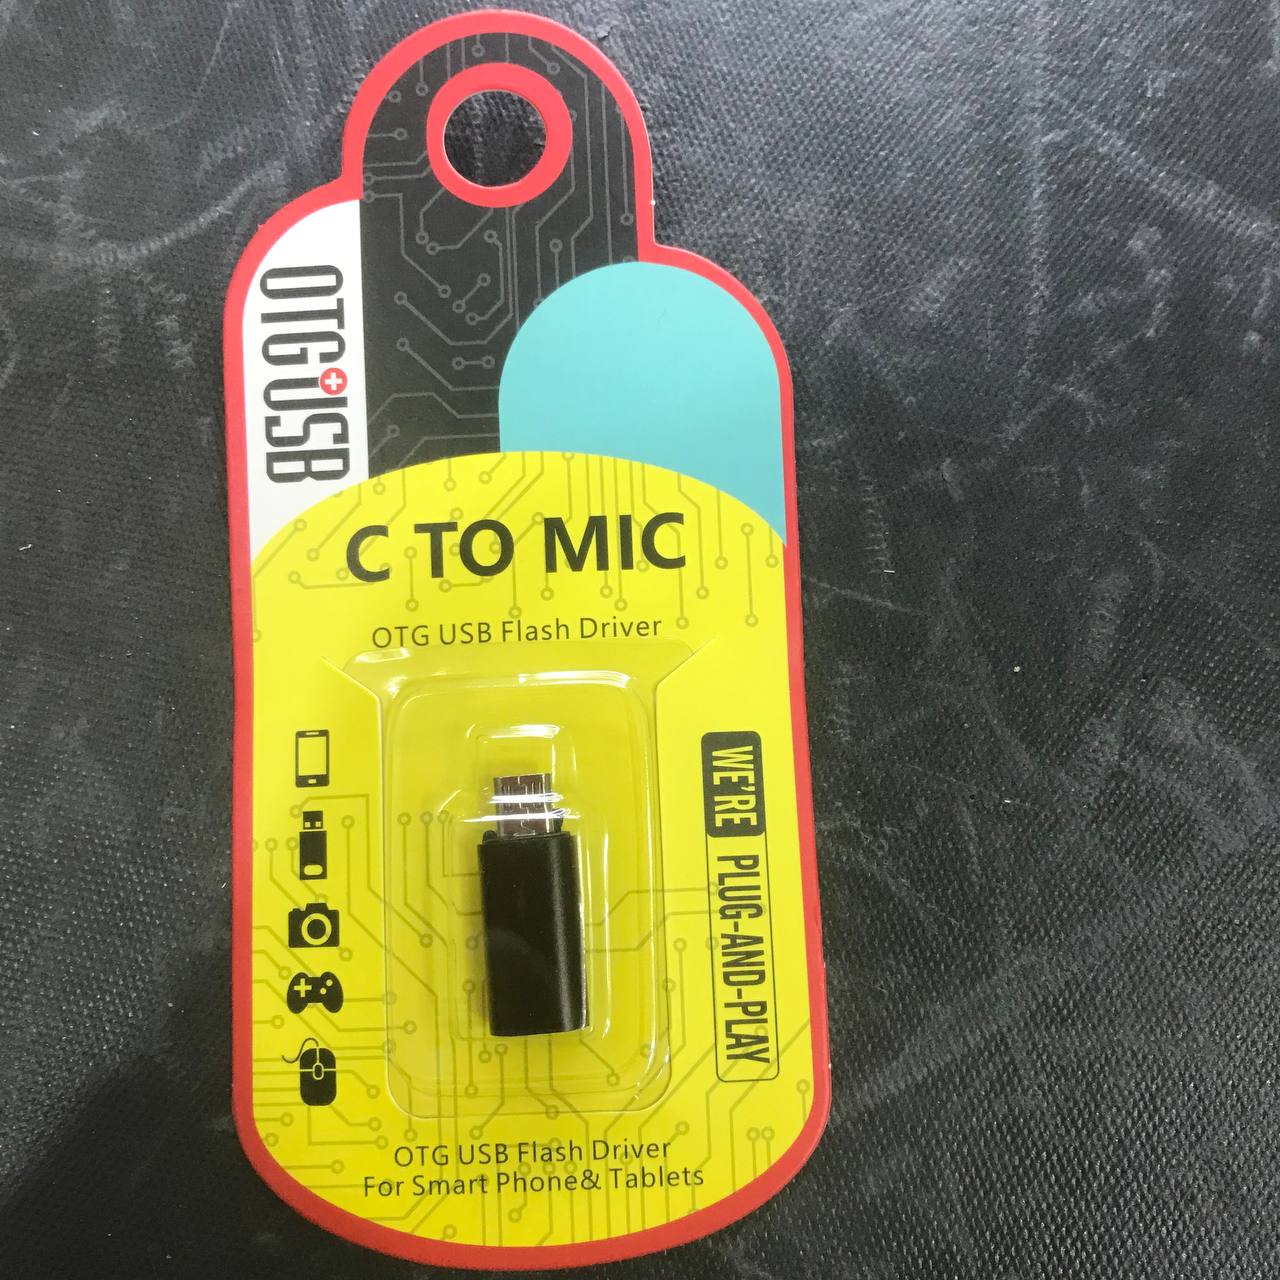 OTG USB
C TO MIC
OTG USB Flash Driver
WE'RE PLUG-AND-PLAY
OTG USB Flash Driver
For Smart Phone& Tablets